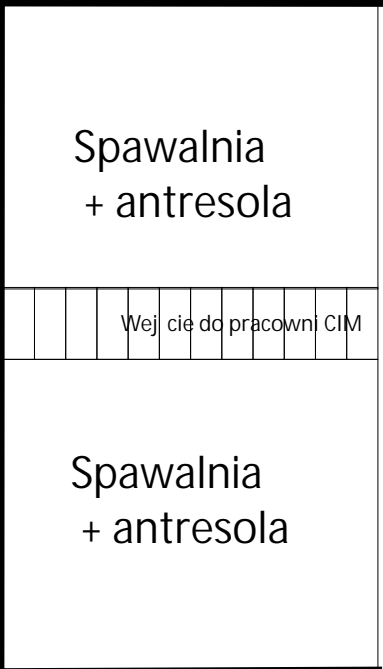 Spawalnia
+ antresola
Wej cie do pracowni CIM
Spawalnia
+ antresola